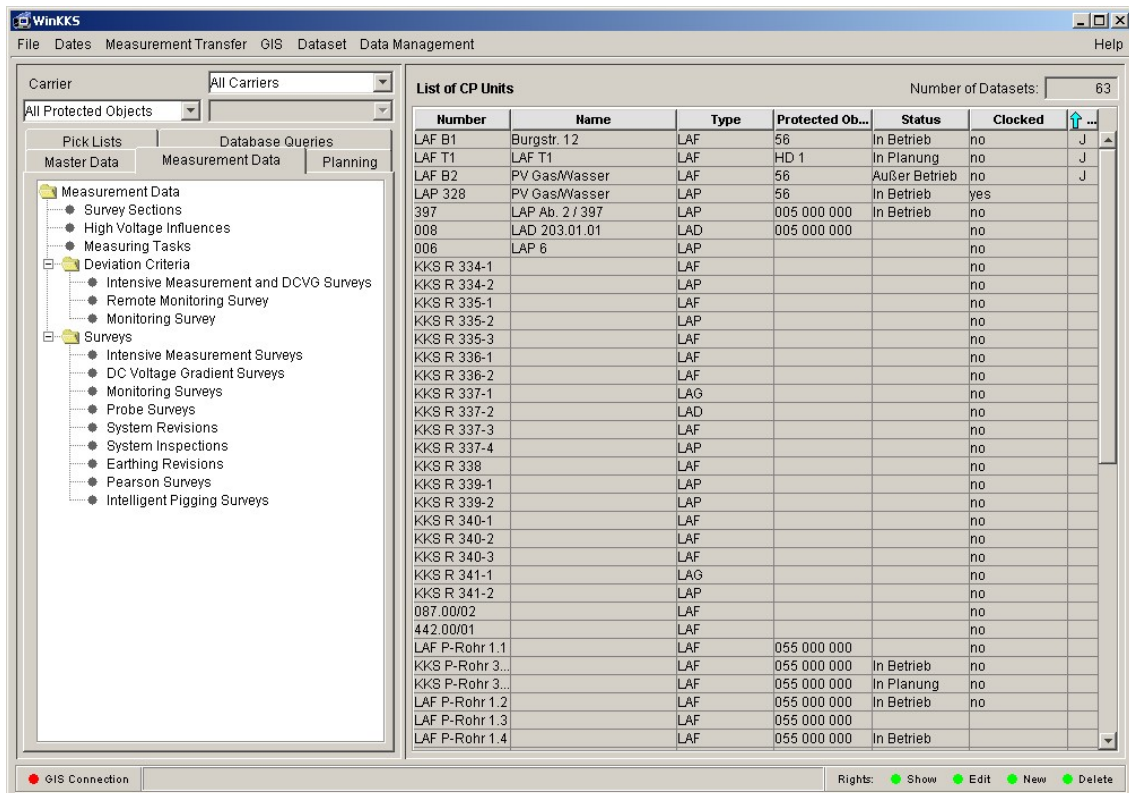 WinKKS
File Dates Measurement Transfer GIS Dataset Data Management Help
Carrier All Carriers
All Protected Objects
Pick Lists Database Queries
Master Data Measurement Data Planning
Measurement Data
Survey Sections
High Voltage Influences
Measuring Tasks
Deviation Criteria
Intensive Measurement and DCVG Surveys
Remote Monitoring Survey
Monitoring Survey
Surveys
Intensive Measurement Surveys
DC Voltage Gradient Surveys
Monitoring Surveys
Probe Surveys
System Revisions
System Inspections
Earthing Revisions
Pearson Surveys
Intelligent Pigging Surveys
List of CP Units Number of Datasets: 63
Number Name Type Protected Ob... Status Clocked ...
LAF B1 Burgstr. 12 LAF 56 In Betrieb no J
LAF T1 LAF T1 LAF HD 1 In Planung no J
LAF B2 PV Gas/Wasser LAF 56 Außer Betrieb no J
LAP 328 PV Gas/Wasser LAP 56 In Betrieb yes
397 LAP Ab. 2 / 397 LAP 005 000 000 In Betrieb no
008 LAD 203.01.01 LAD 005 000 000 no
006 LAP 6 LAP no
KKS R 334-1 LAF no
KKS R 334-2 LAP no
KKS R 335-1 LAF no
KKS R 335-2 LAP no
KKS R 335-3 LAF no
KKS R 336-1 LAF no
KKS R 336-2 LAF no
KKS R 337-1 LAG no
KKS R 337-2 LAD no
KKS R 337-3 LAF no
KKS R 337-4 LAP no
KKS R 338 LAF no
KKS R 339-1 LAP no
KKS R 339-2 LAP no
KKS R 340-1 LAF no
KKS R 340-2 LAF no
KKS R 340-3 LAF no
KKS R 341-1 LAG no
KKS R 341-2 LAP no
087.00/02 LAF no
442.00/01 LAF no
LAF P-Rohr 1.1 LAF 055 000 000 no
KKS P-Rohr 3... LAF 055 000 000 In Betrieb no
KKS P-Rohr 3... LAF 055 000 000 In Planung no
LAF P-Rohr 1.2 LAF 055 000 000 In Betrieb no
LAF P-Rohr 1.3 LAF 055 000 000
LAF P-Rohr 1.4 LAF 055 000 000 In Betrieb
GIS Connection Rights: Show Edit New Delete